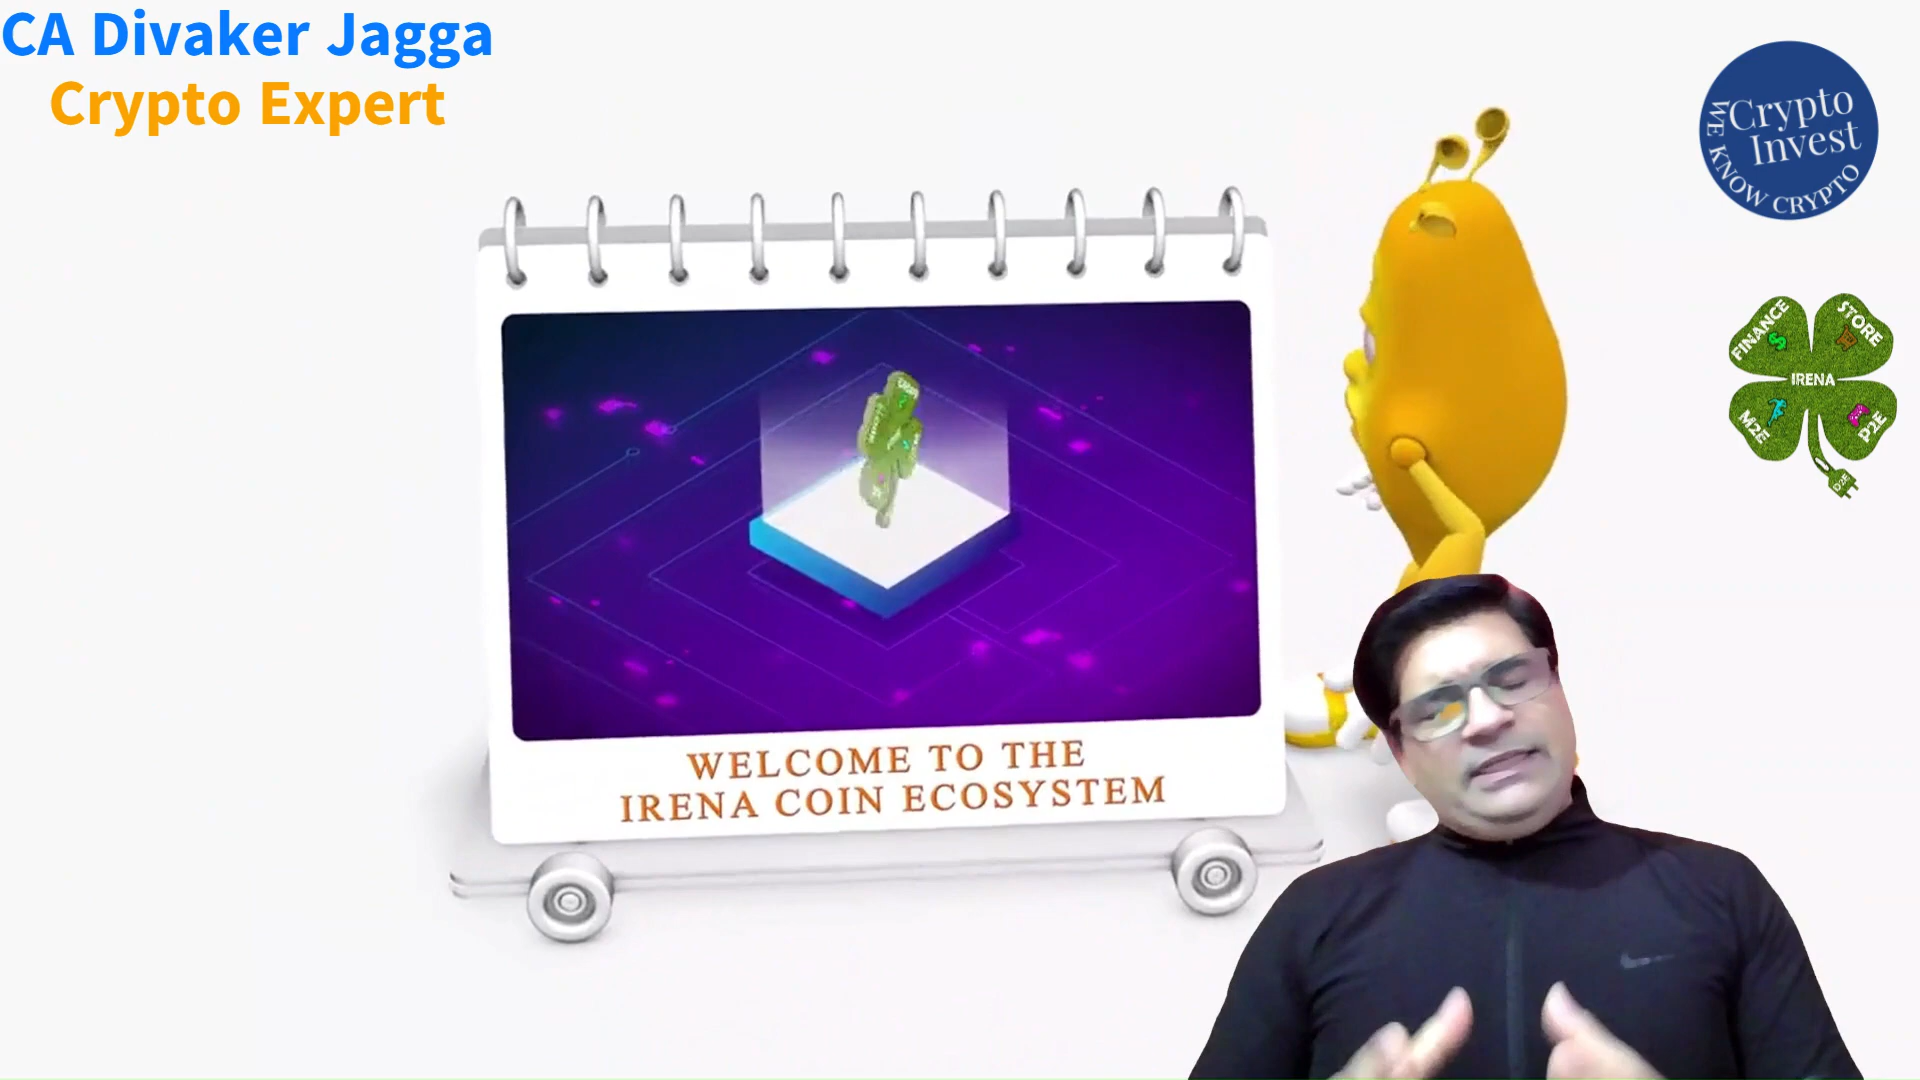 CA Divaker Jagga
Crypto Expert
Crypto
Invest
WE KNOW CRYPTO
FINANCE
STORE
IRENA
M2E
P2E
D2E
WELCOME TO THE
IRENA COIN ECOSYSTEM